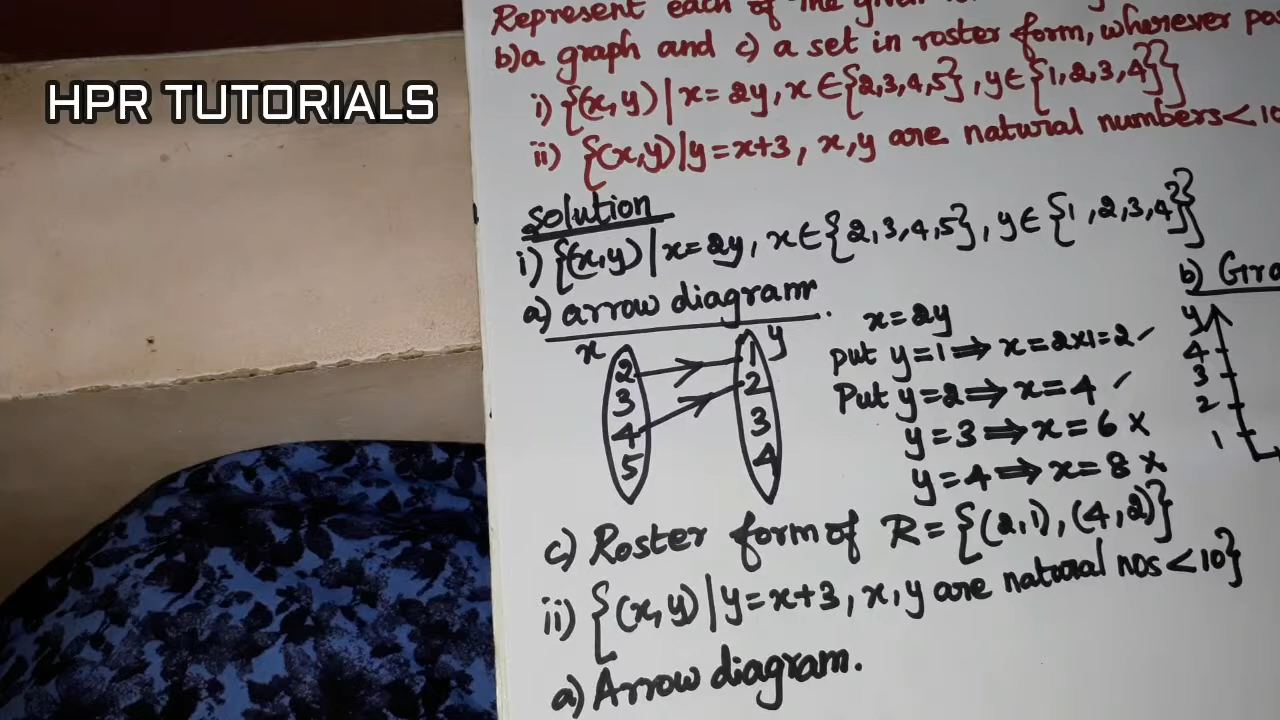 HPR TUTORIALS
Represent each of the given
b) a graph and c) a set in roster form, wherever
i) {(x,y) | x = 2y, x ∈ {2,3,4,5}, y ∈ {1,2,3,4}}
ii) {(x,y) | y = x+3, x,y are natural numbers < 10
solution
i) {(x,y) | x = 2y, x ∈ {2,3,4,5}, y ∈ {1,2,3,4}}
a) arrow diagram.
x y
2 1
3 2
4 3
5 4
x = 2y
put y=1 ⇒ x = 2x1 = 2 ✓
Put y=2 ⇒ x = 4 ✓
y = 3 ⇒ x = 6 ×
y = 4 ⇒ x = 8 ×
b)
y
4
3
2
1
c) Roster form of R = {(2,1), (4,2)}
ii) {(x,y) | y = x+3, x,y are natural nos < 10}
a) Arrow diagram.